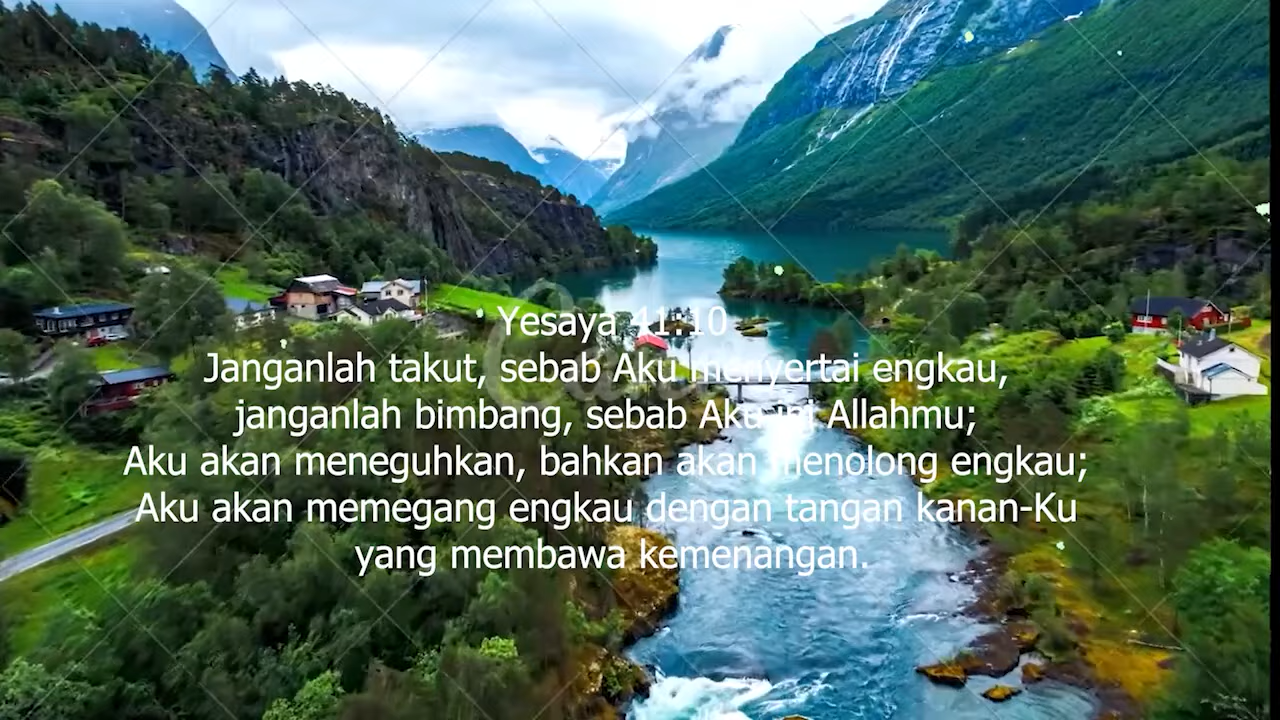 Yesaya 41:10
Janganlah takut, sebab Aku menyertai engkau,
janganlah bimbang, sebab Aku ini Allahmu;
Aku akan meneguhkan, bahkan akan menolong engkau;
Aku akan memegang engkau dengan tangan kanan-Ku
yang membawa kemenangan.